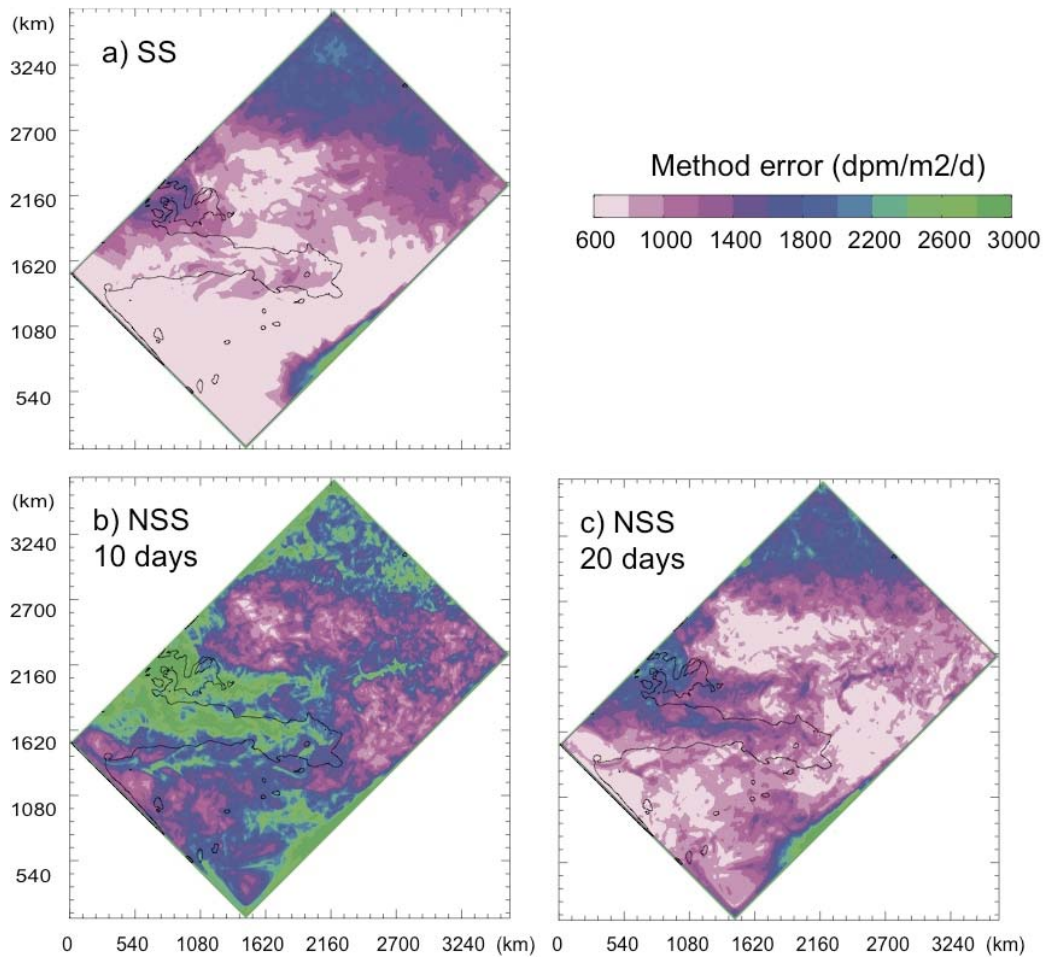 (km)
3240
2700
2160
1620
1080
540
a) SS
Method error (dpm/m2/d)
600 1000 1400 1800 2200 2600 3000
(km)
3240
2700
2160
1620
1080
540
b) NSS
10 days
c) NSS
20 days
0 540 1080 1620 2160 2700 3240 (km)
0 540 1080 1620 2160 2700 3240 (km)